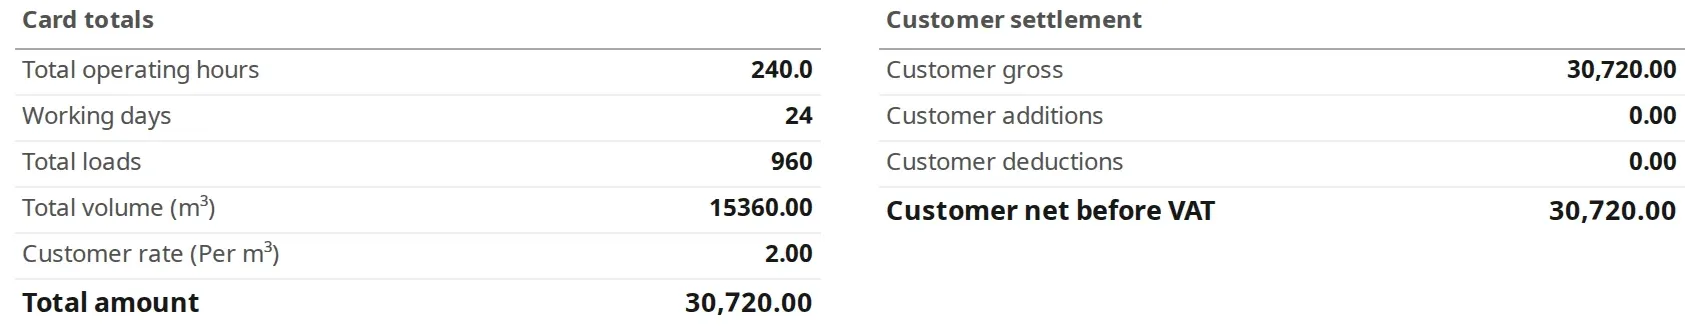 Card totals
Total operating hours 240.0
Working days 24
Total loads 960
Total volume (m³) 15360.00
Customer rate (Per m³) 2.00
Total amount 30,720.00
Customer settlement
Customer gross 30,720.00
Customer additions 0.00
Customer deductions 0.00
Customer net before VAT 30,720.00